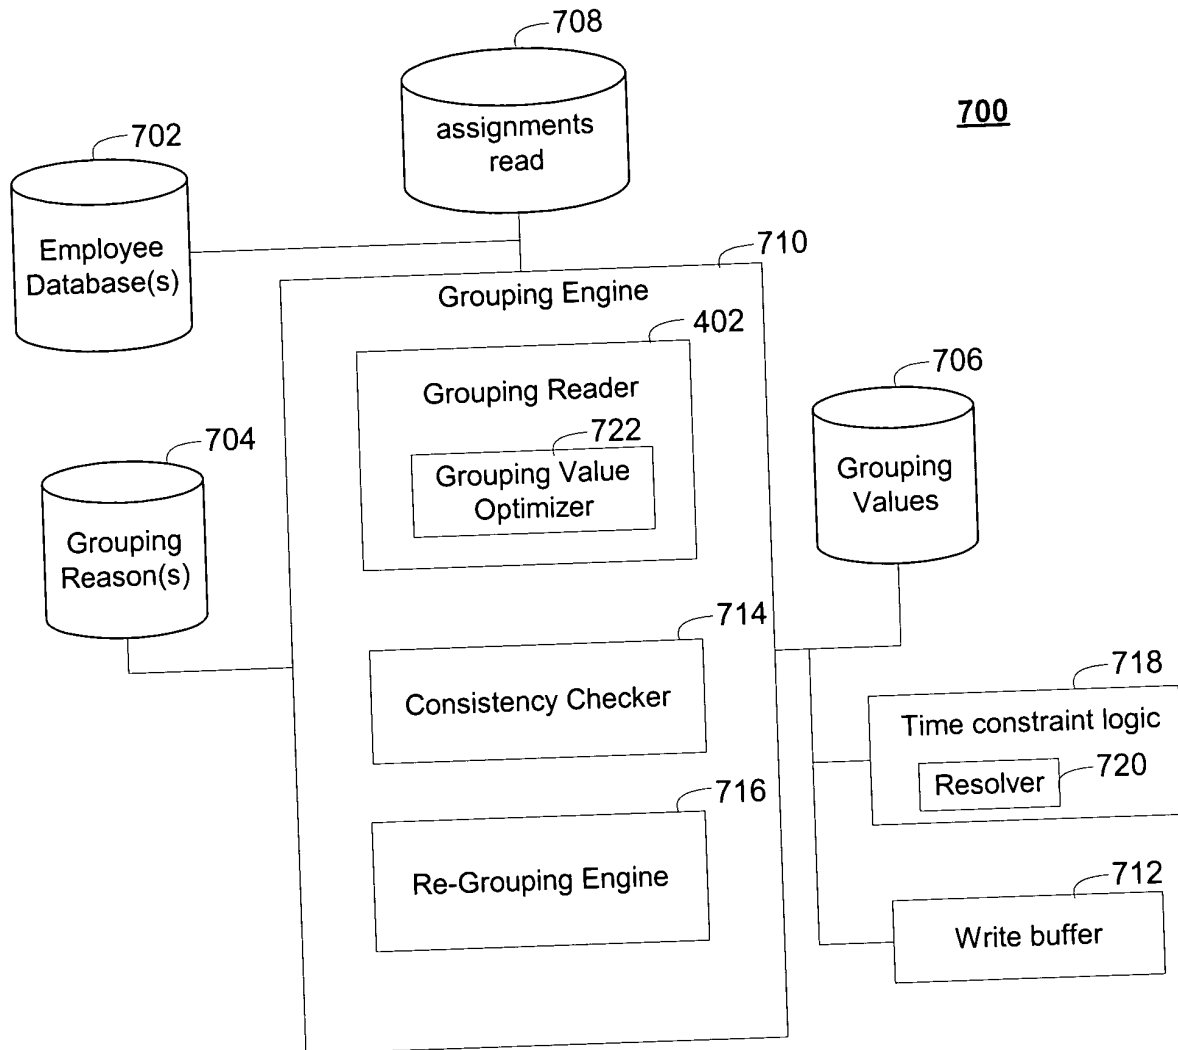 708
700
assignments
read
702
Employee
Database(s)
710
Grouping Engine
402
Grouping Reader
722
Grouping Value
Optimizer
706
Grouping
Values
704
Grouping
Reason(s)
714
Consistency Checker
718
Time constraint logic
Resolver
720
716
Re-Grouping Engine
712
Write buffer